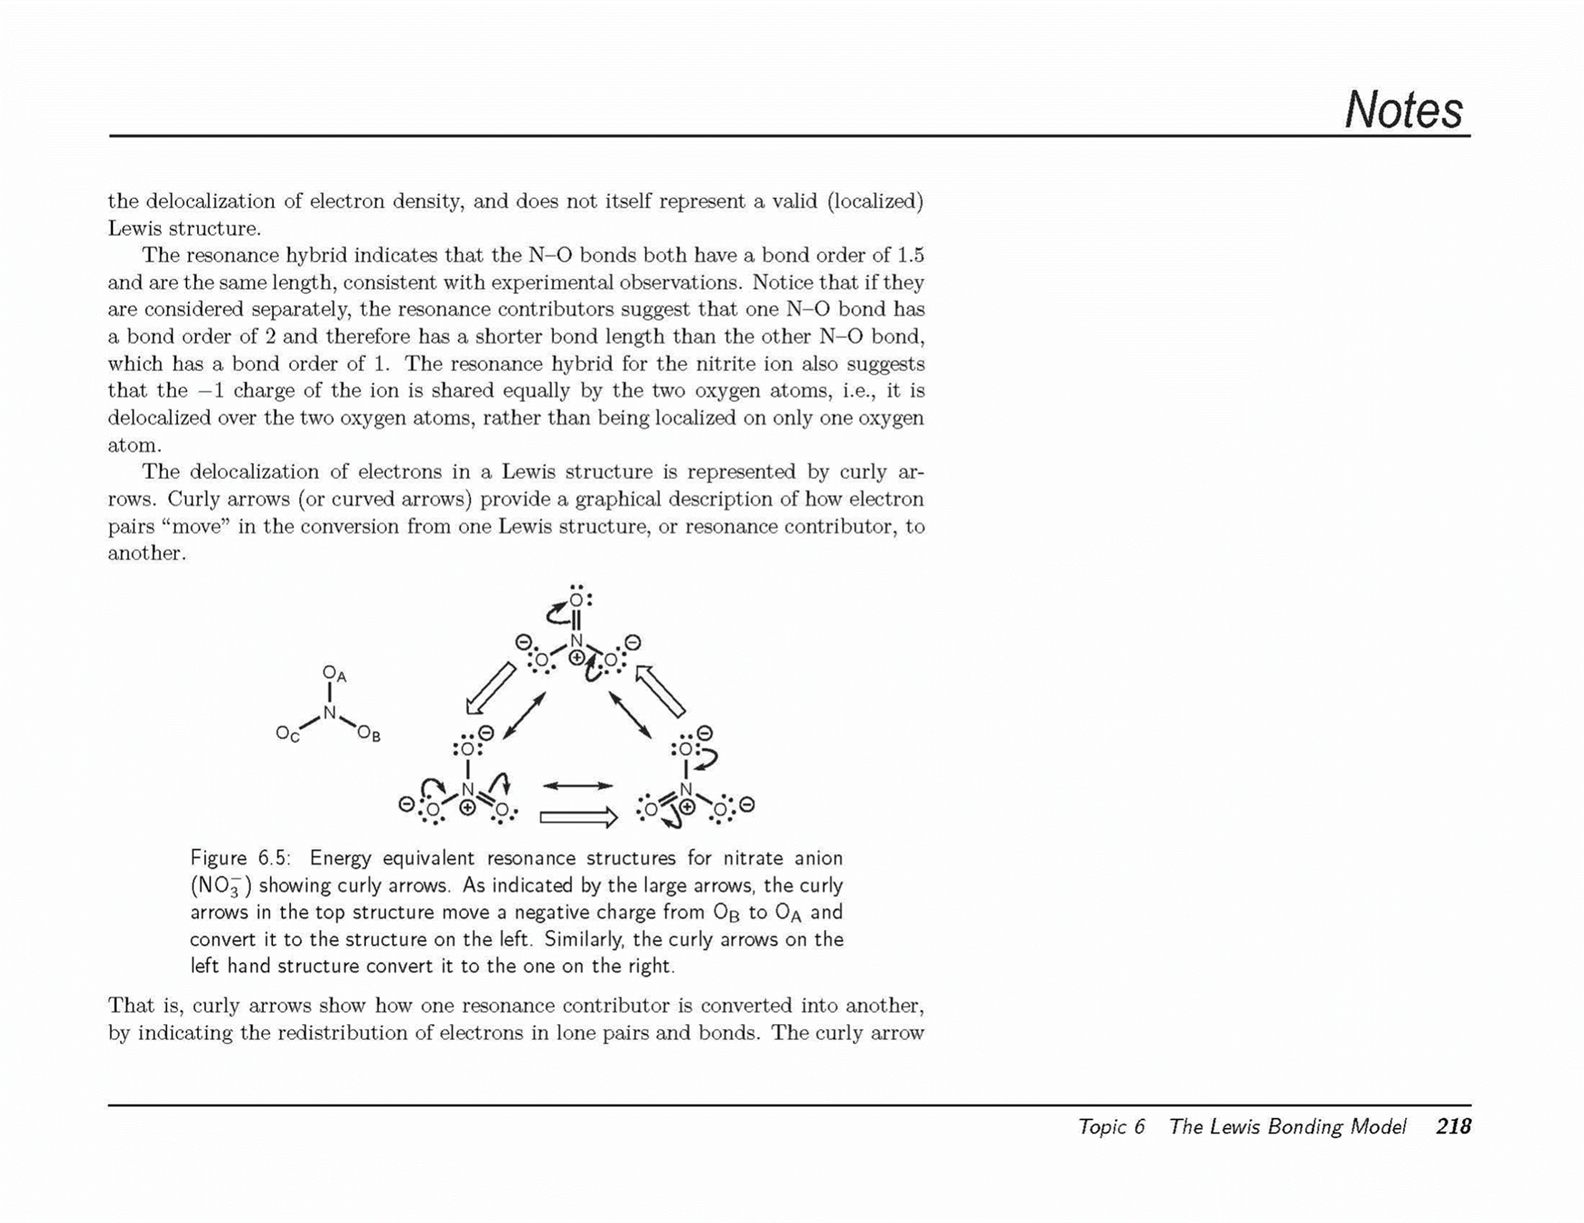 Notes
the delocalization of electron density, and does not itself represent a valid (localized)
Lewis structure.
The resonance hybrid indicates that the N–O bonds both have a bond order of 1.5
and are the same length, consistent with experimental observations. Notice that if they
are considered separately, the resonance contributors suggest that one N–O bond has
a bond order of 2 and therefore has a shorter bond length than the other N–O bond,
which has a bond order of 1. The resonance hybrid for the nitrite ion also suggests
that the −1 charge of the ion is shared equally by the two oxygen atoms, i.e., it is
delocalized over the two oxygen atoms, rather than being localized on only one oxygen
atom.
The delocalization of electrons in a Lewis structure is represented by curly ar-
rows. Curly arrows (or curved arrows) provide a graphical description of how electron
pairs “move” in the conversion from one Lewis structure, or resonance contributor, to
another.
O
N
O O
OA
N
OC OB
O
N
O O
O
N
O O
Figure 6.5: Energy equivalent resonance structures for nitrate anion
(NO3−) showing curly arrows. As indicated by the large arrows, the curly
arrows in the top structure move a negative charge from OB to OA and
convert it to the structure on the left. Similarly, the curly arrows on the
left hand structure convert it to the one on the right.
That is, curly arrows show how one resonance contributor is converted into another,
by indicating the redistribution of electrons in lone pairs and bonds. The curly arrow
Topic 6 The Lewis Bonding Model 218